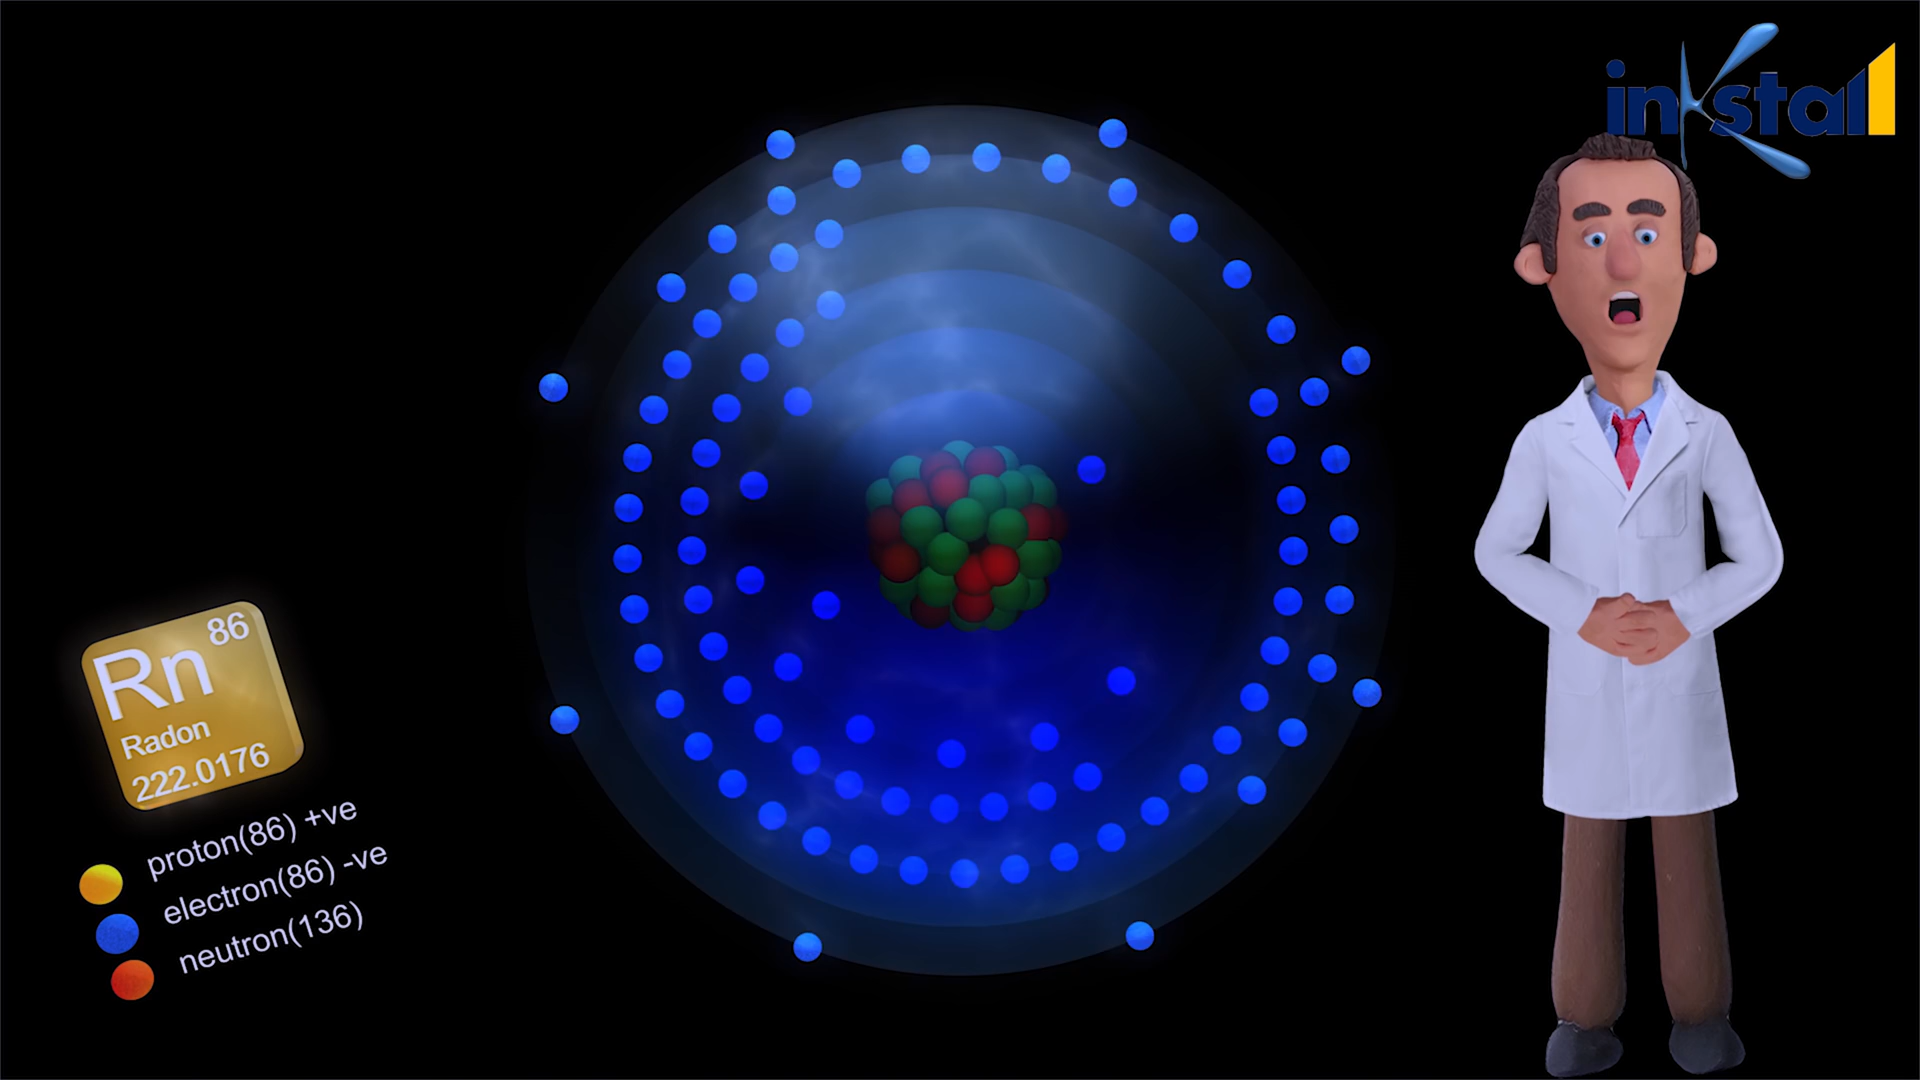 inKstall
86
Rn
Radon
222.0176
proton(86) +ve
electron(86) -ve
neutron(136)